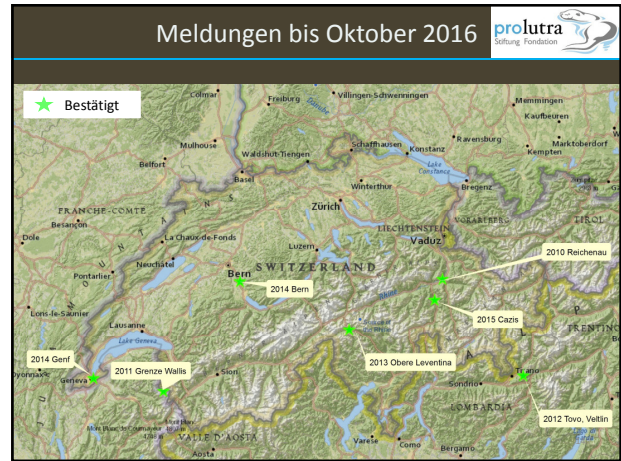 Meldungen bis Oktober 2016
prolutra
Stiftung Fondation
Bestätigt
Colmar
Freiburg
Danube
Villingen-Schwenningen
Memmingen
Kaufbeuren
Mulhouse
Waldshut-Tiengen
Schaffhausen
Konstanz
Ravensburg
Marktoberdorf
Kempten
Belfort
Lake
Constance
Basel
Winterthur
Bregenz
FRANCHE-COMTE
Zürich
VORARLBERG
TIROL
Besançon
LIECHTENSTEIN
Dole
La Chaux-de-Fonds
Luzern
Vaduz
2010 Reichenau
Neuchâtel
Bern
SWITZERLAND
Pontarlier
2014 Bern
Rhine
2015 Cazis
Lons-le-Saunier
Lausanne
TRENTINO
Lake Geneva
2013 Obere Leventina
2014 Genf
2011 Grenze Wallis
Sion
Geneva
Tirano
Sondrio
LOMBARDIA
2012 Tovo, Veltlin
Mont Blanc
VALLE D'AOSTA
Aosta
Varese
Como
Bergamo